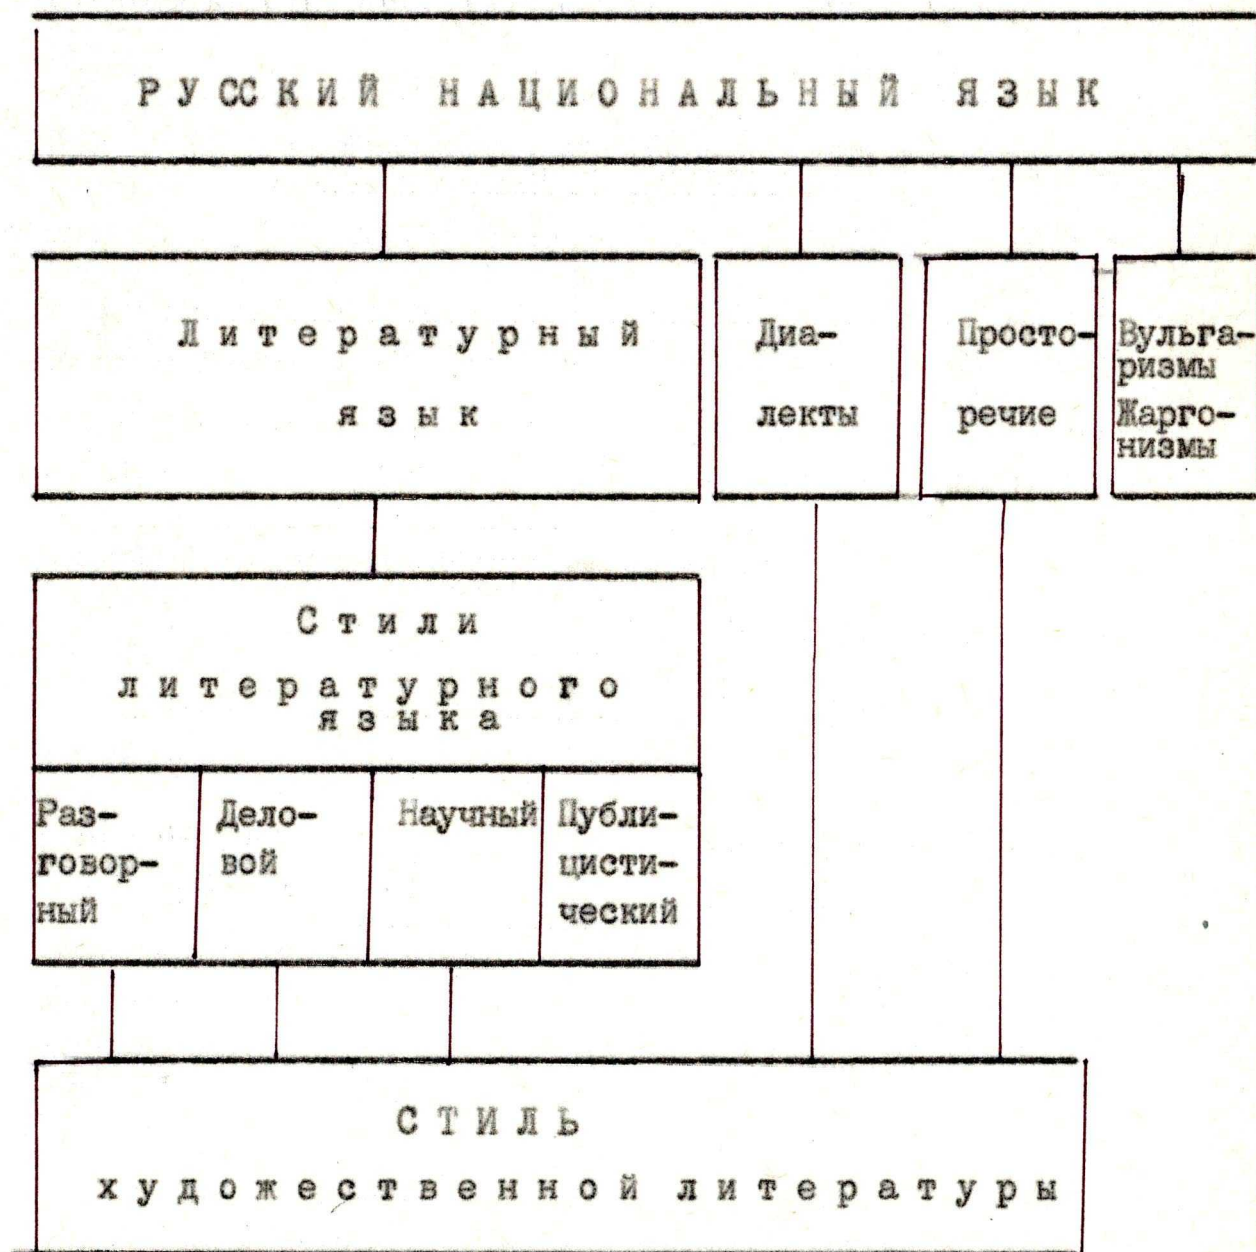 РУССКИЙ НАЦИОНАЛЬНЫЙ ЯЗЫК
Литературный
язык
Диа-
лекты
Просто-
речие
Вульга-
ризмы
Жарго-
низмы
Стили
литературного
языка
Раз-
говор-
ный
Дело-
вой
Научный
Публи-
цисти-
ческий
СТИЛЬ
художественной литературы